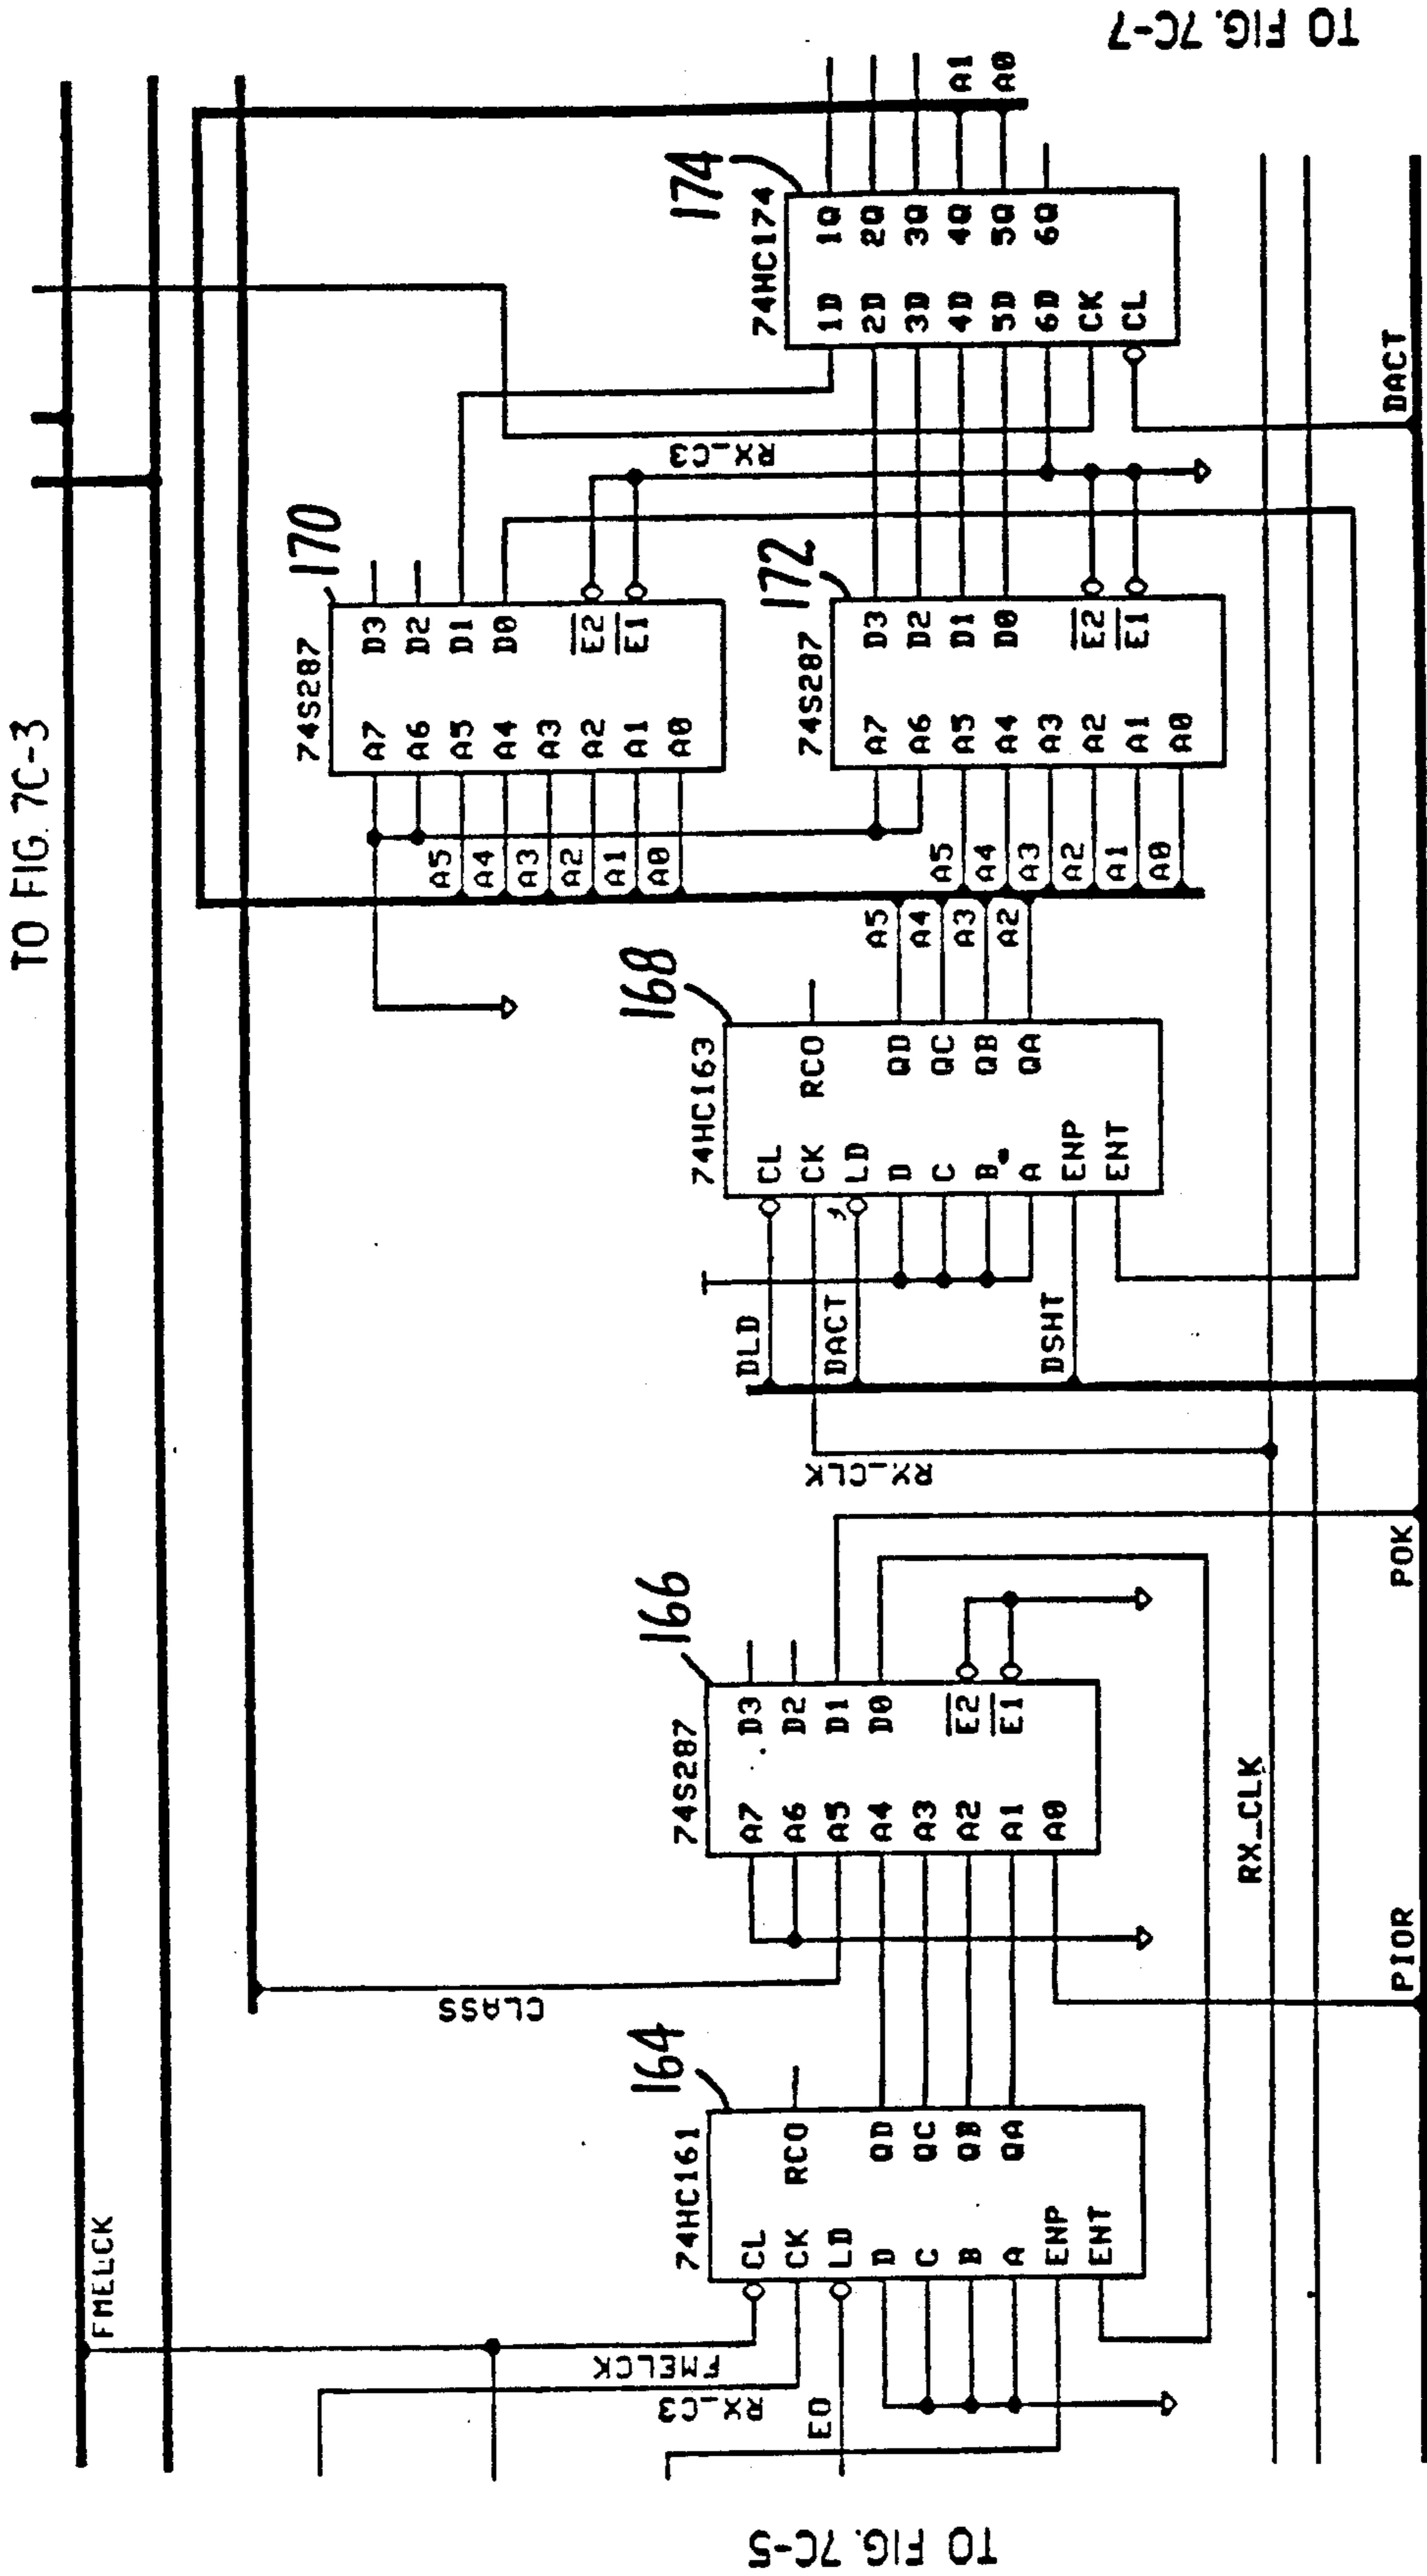 TO FIG. 7C-3
TO FIG. 7C-5
TO FIG. 7C-7
FMELCK
FMELCK
RX_C3
EO
164
74HC161
CL
CK
LD
D
C
B
A
ENP
ENT
RCO
QD
QC
QB
QA
CLASS
PIOR
166
74S287
A7
A6
A5
A4
A3
A2
A1
A0
D3
D2
D1
D0
E2
E1
RX_CLK
POK
RX_CLK
DLD
DACT
DSHT
168
74HC163
CL
CK
LD
D
C
B
A
ENP
ENT
RCO
QD
QC
QB
QA
A5
A4
A3
A2
A5
A4
A3
A2
A1
A0
170
74S287
A7
A6
A5
A4
A3
A2
A1
A0
D3
D2
D1
D0
E2
E1
A5
A4
A3
A2
A1
A0
172
74S287
A7
A6
A5
A4
A3
A2
A1
A0
D3
D2
D1
D0
E2
E1
RX_C3
174
74HC174
1D
2D
3D
4D
5D
6D
CK
CL
1Q
2Q
3Q
4Q
5Q
6Q
A1
A0
DACT